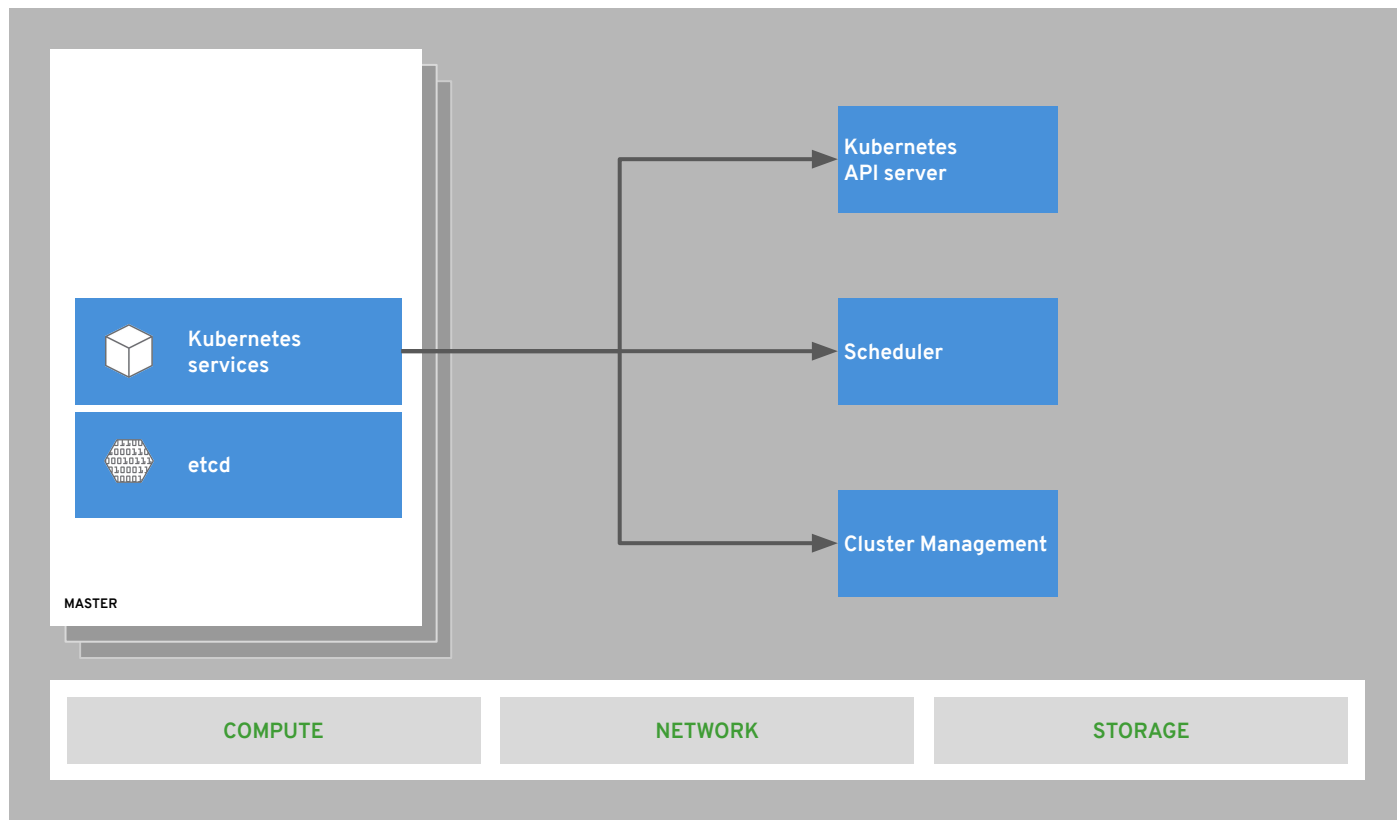 Kubernetes
API server
Kubernetes
services
Scheduler
etcd
Cluster Management
MASTER
COMPUTE
NETWORK
STORAGE